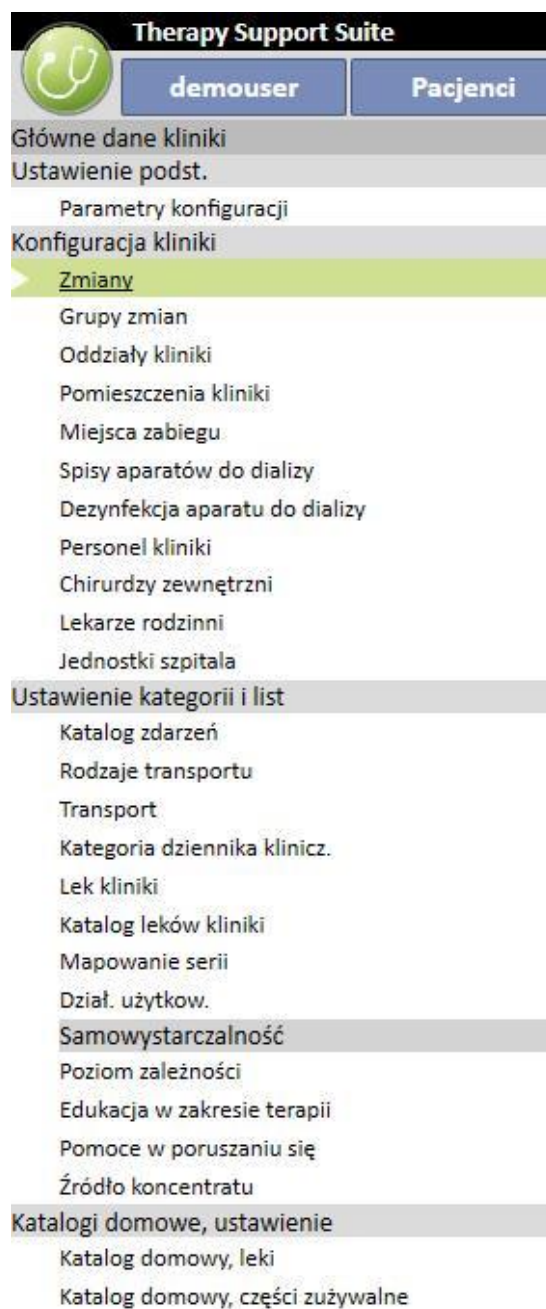 Therapy Support Suite
demouser Pacjenci
Główne dane kliniki
Ustawienie podst.
Parametry konfiguracji
Konfiguracja kliniki
Zmiany
Grupy zmian
Oddziały kliniki
Pomieszczenia kliniki
Miejsca zabiegu
Spisy aparatów do dializy
Dezynfekcja aparatu do dializy
Personel kliniki
Chirurdzy zewnętrzni
Lekarze rodzinni
Jednostki szpitala
Ustawienie kategorii i list
Katalog zdarzeń
Rodzaje transportu
Transport
Kategoria dziennika klinicz.
Lek kliniki
Katalog leków kliniki
Mapowanie serii
Dział. użytkow.
Samowystarczalność
Poziom zależności
Edukacja w zakresie terapii
Pomoce w poruszaniu się
Źródło koncentratu
Katalogi domowe, ustawienie
Katalog domowy, leki
Katalog domowy, części zużywalne